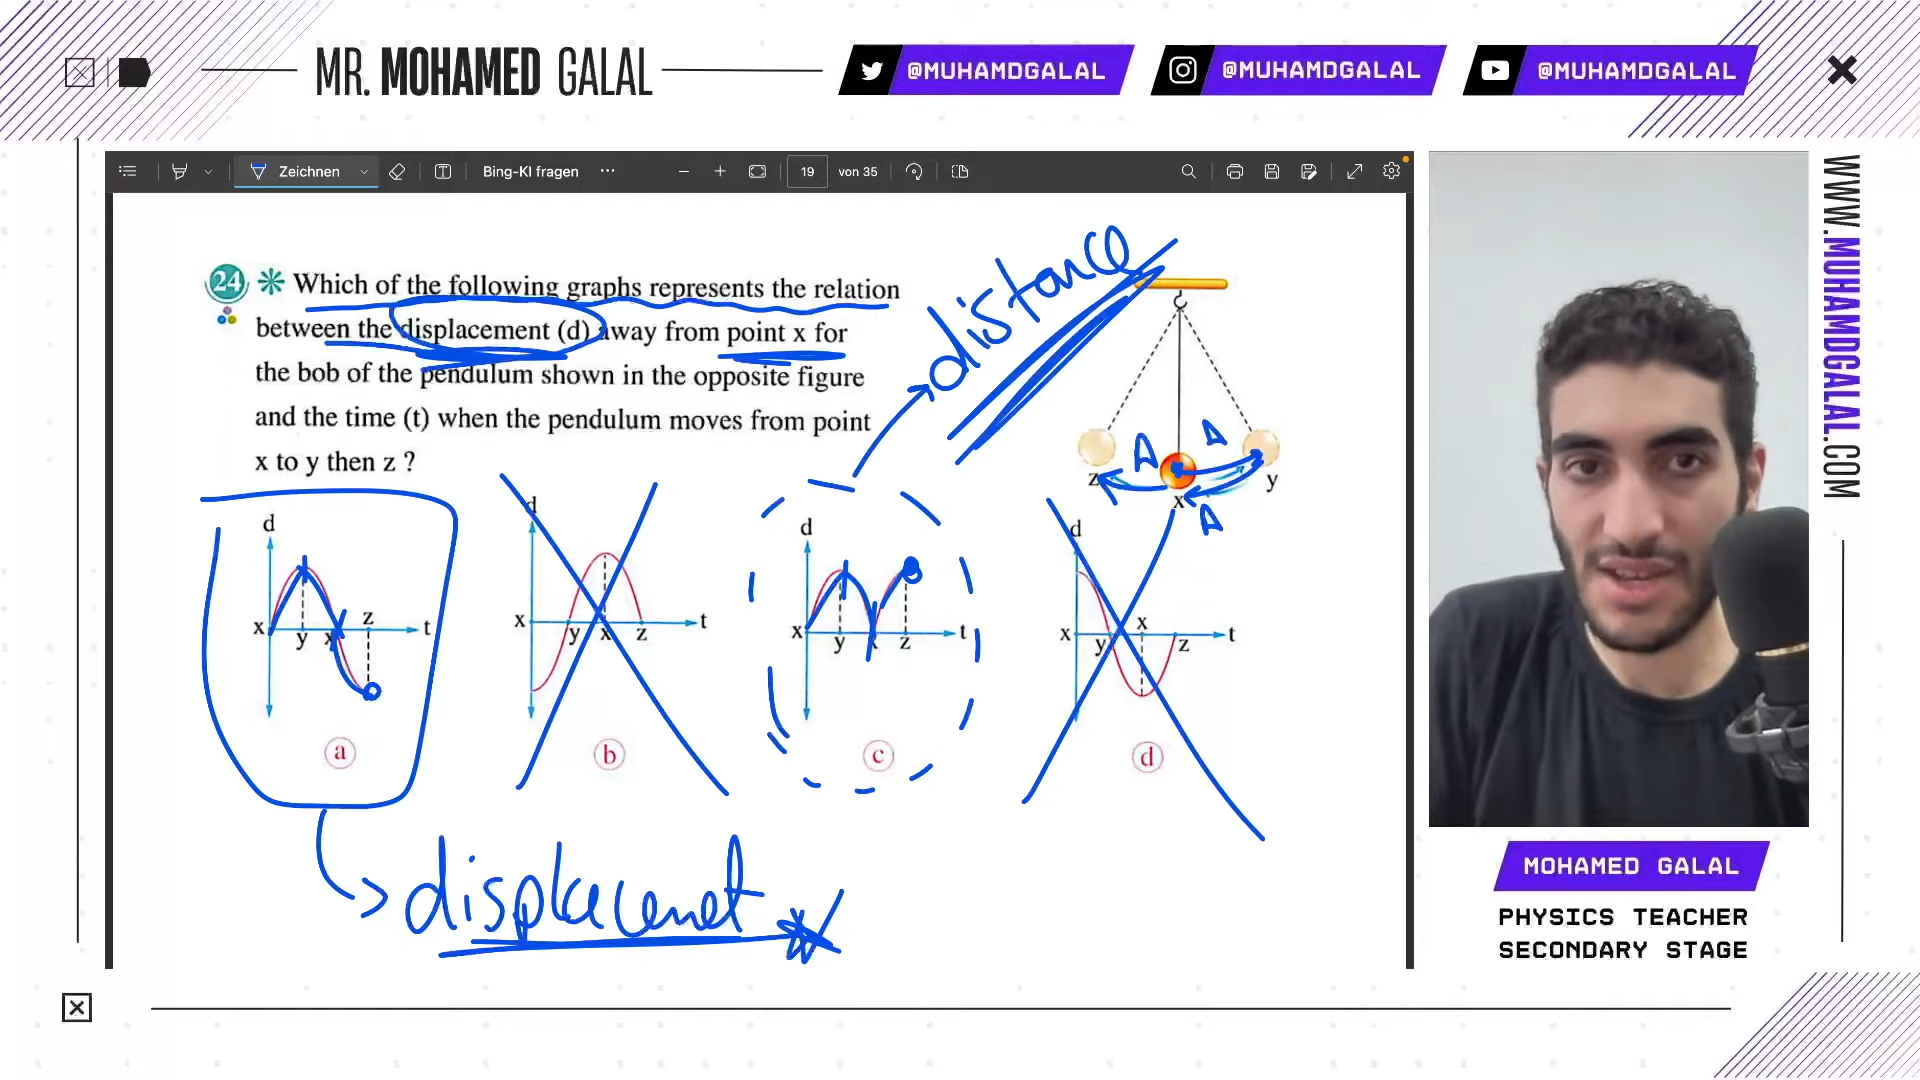 MR. MOHAMED GALAL
@MUHAMDGALAL
@MUHAMDGALAL
@MUHAMDGALAL
WWW.MUHAMDGALAL.COM
Zeichnen
Bing-KI fragen
19
von 35
24
Which of the following graphs represents the relation
between the displacement (d) away from point x for
the bob of the pendulum shown in the opposite figure
and the time (t) when the pendulum moves from point
x to y then z ?
distance
A
A
A
z
x
y
d
x
y
x
z
t
a
d
x
y
x
z
t
b
d
x
y
z
t
c
d
x
y
x
z
t
d
displacenet
MOHAMED GALAL
PHYSICS TEACHER
SECONDARY STAGE